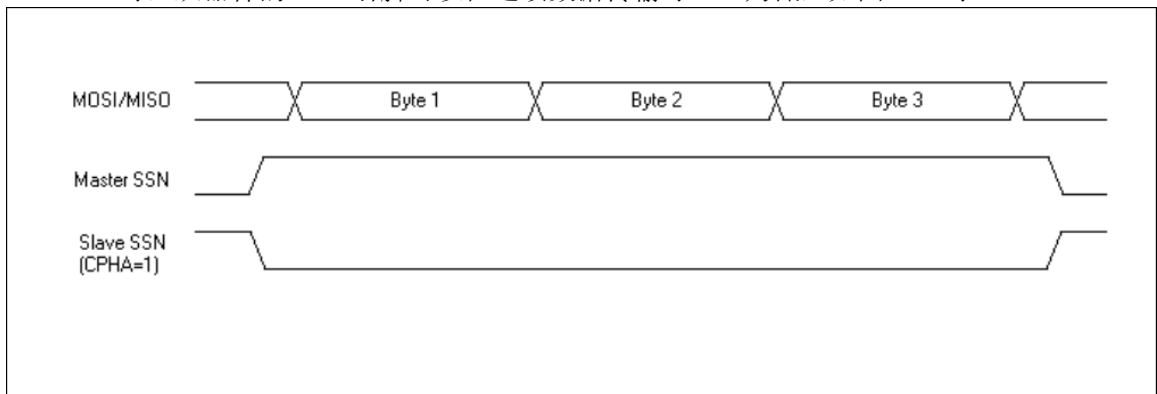 MOSI/MISO
Byte 1
Byte 2
Byte 3
Master SSN
Slave SSN
(CPHA=1)